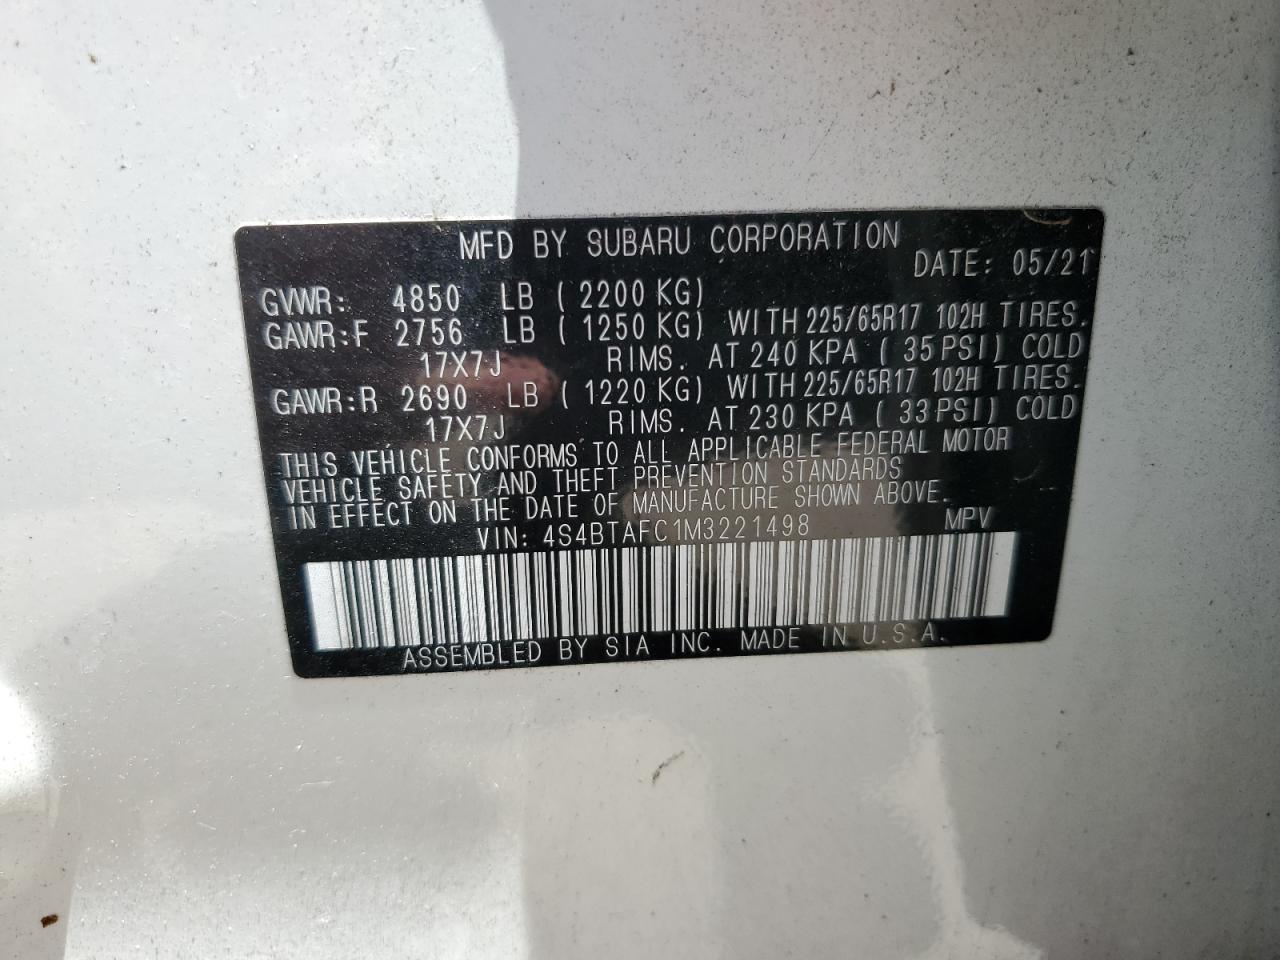 MFD BY SUBARU CORPORATION
DATE: 05/21
GVWR: 4850 LB ( 2200 KG)
GAWR:F 2756 LB ( 1250 KG) WITH 225/65R17 102H TIRES.
17X7J RIMS. AT 240 KPA ( 35 PSI) COLD
GAWR:R 2690 LB ( 1220 KG) WITH 225/65R17 102H TIRES.
17X7J RIMS. AT 230 KPA ( 33 PSI) COLD
THIS VEHICLE CONFORMS TO ALL APPLICABLE FEDERAL MOTOR
VEHICLE SAFETY AND THEFT PREVENTION STANDARDS
IN EFFECT ON THE DATE OF MANUFACTURE SHOWN ABOVE.
VIN: 4S4BTAFC1M3221498 MPV
ASSEMBLED BY SIA INC. MADE IN U.S.A.